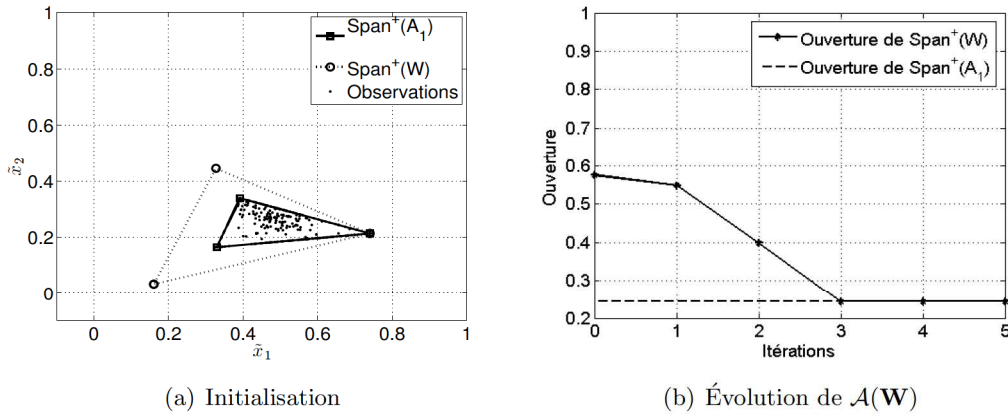 1
0.8
0.6
0.4
0.2
0
0 0.2 0.4 0.6 0.8 1
x̃₂
x̃₁
Span⁺(A₁)
Span⁺(W)
Observations
(a) Initialisation
1
0.9
0.8
0.7
0.6
0.5
0.4
0.3
0.2
0 1 2 3 4 5
Ouverture
Itérations
Ouverture de Span⁺(W)
Ouverture de Span⁺(A₁)
(b) Évolution de 𝒜(W)